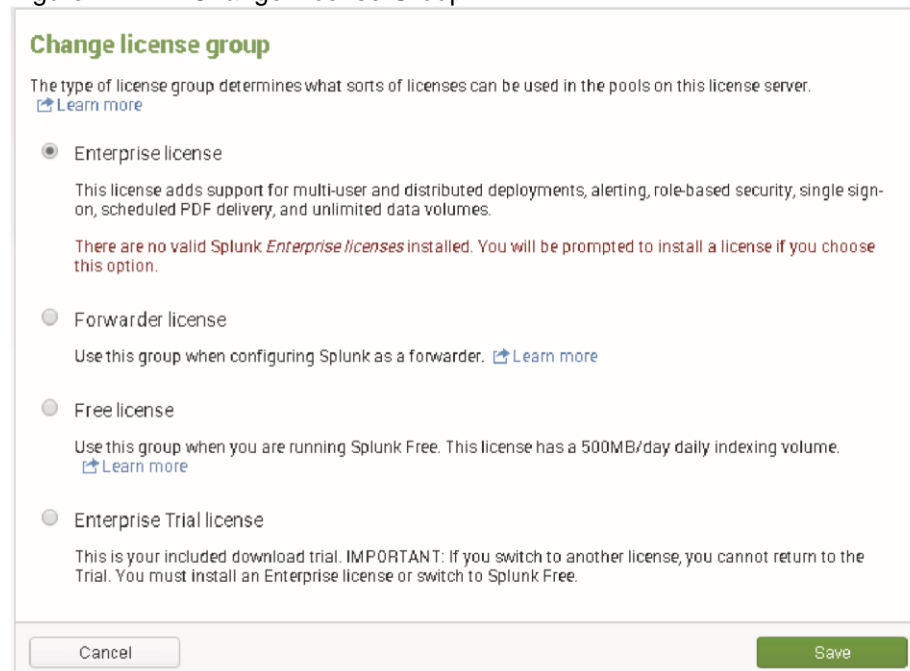 Change license group
The type of license group determines what sorts of licenses can be used in the pools on this license server.
Learn more
Enterprise license
This license adds support for multi-user and distributed deployments, alerting, role-based security, single sign-
on, scheduled PDF delivery, and unlimited data volumes.
There are no valid Splunk Enterprise licenses installed. You will be prompted to install a license if you choose
this option.
Forwarder license
Use this group when configuring Splunk as a forwarder. Learn more
Free license
Use this group when you are running Splunk Free. This license has a 500MB/day daily indexing volume.
Learn more
Enterprise Trial license
This is your included download trial. IMPORTANT: If you switch to another license, you cannot return to the
Trial. You must install an Enterprise license or switch to Splunk Free.
Cancel Save